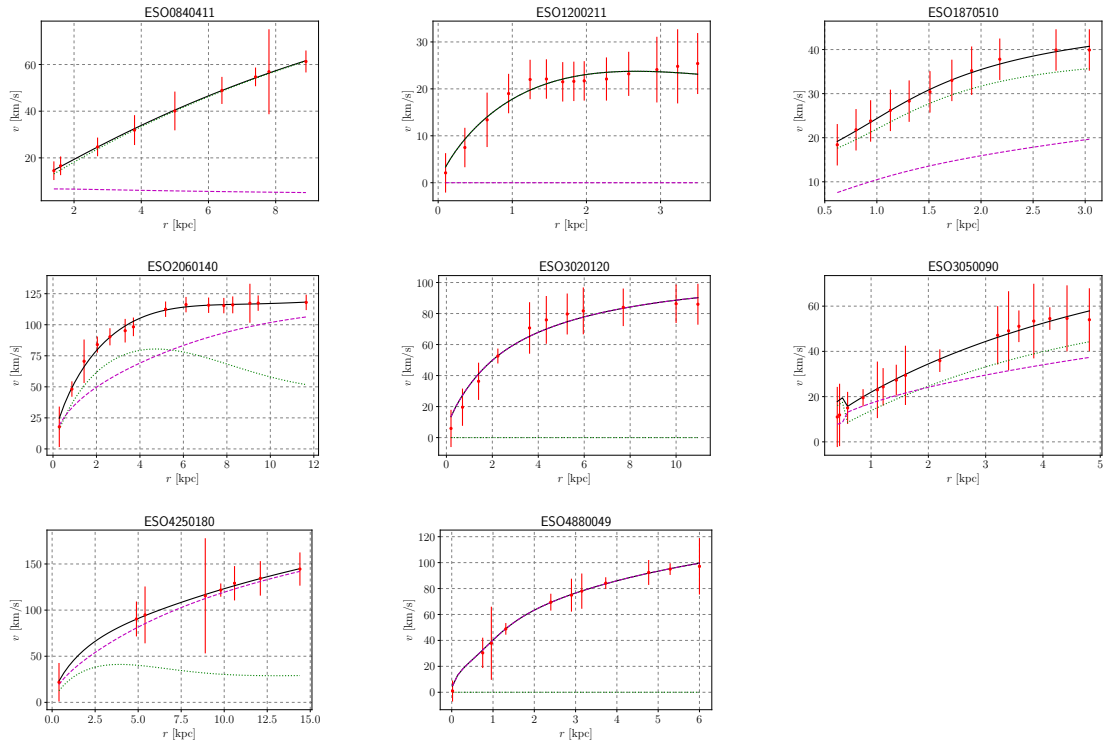 ESO0840411
v [km/s]
60
40
20
2 4 6 8
r [kpc]
ESO1200211
v [km/s]
30
20
10
0
0 1 2 3
r [kpc]
ESO1870510
v [km/s]
40
30
20
10
0.5 1.0 1.5 2.0 2.5 3.0
r [kpc]
ESO2060140
v [km/s]
125
100
75
50
25
0
0 2 4 6 8 10 12
r [kpc]
ESO3020120
v [km/s]
100
80
60
40
20
0
0 2 4 6 8 10
r [kpc]
ESO3050090
v [km/s]
60
40
20
0
1 2 3 4 5
r [kpc]
ESO4250180
v [km/s]
150
100
50
0
0.0 2.5 5.0 7.5 10.0 12.5 15.0
r [kpc]
ESO4880049
v [km/s]
120
100
80
60
40
20
0
0 1 2 3 4 5 6
r [kpc]